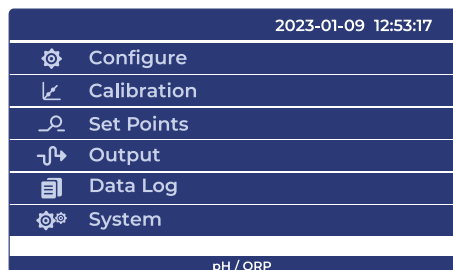 2023-01-09 12:53:17
Configure
Calibration
Set Points
Output
Data Log
System
pH / ORP